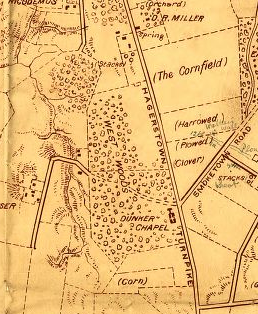 NICODEMUS
(Orchard)
D.R. MILLER
Spring
(Stacks)
(The Cornfield)
HAGERSTOWN
(Harrowed)
(Plowed)
(Clover)
WEST WOODS
SMOKETOWN ROAD
STACKS
DUNKER CHAPEL
TURNPIKE
(Corn)